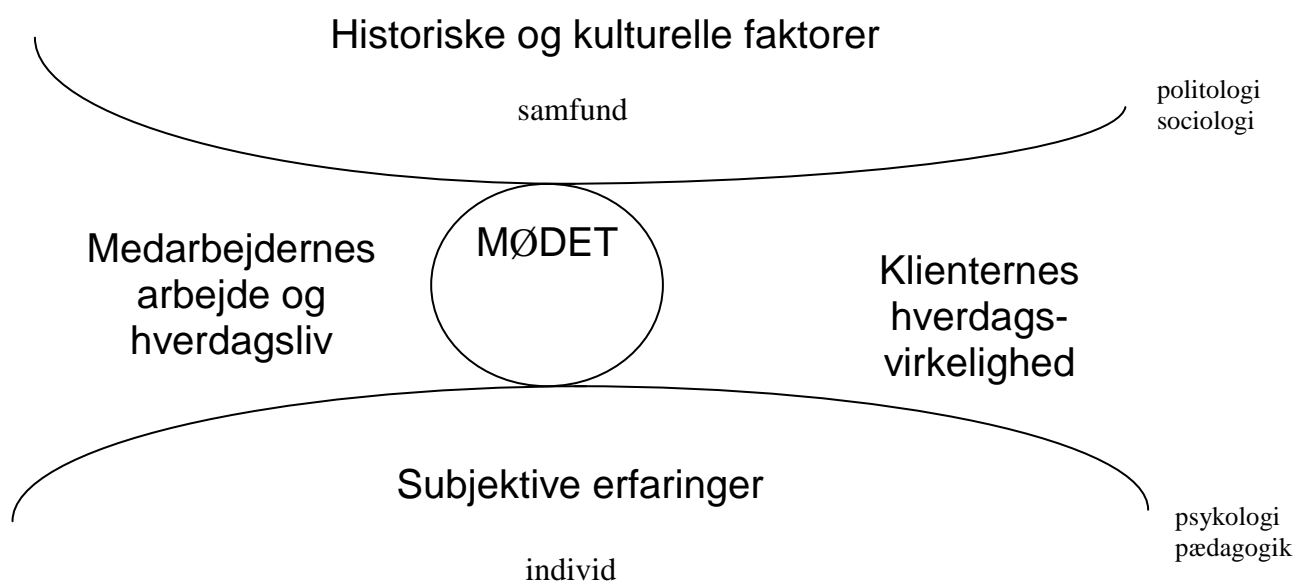 Historiske og kulturelle faktorer
samfund
politologi
sociologi
Medarbejdernes
arbejde og
hverdagsliv
MØDET
Klienternes
hverdags-
virkelighed
Subjektive erfaringer
individ
psykologi
pædagogik